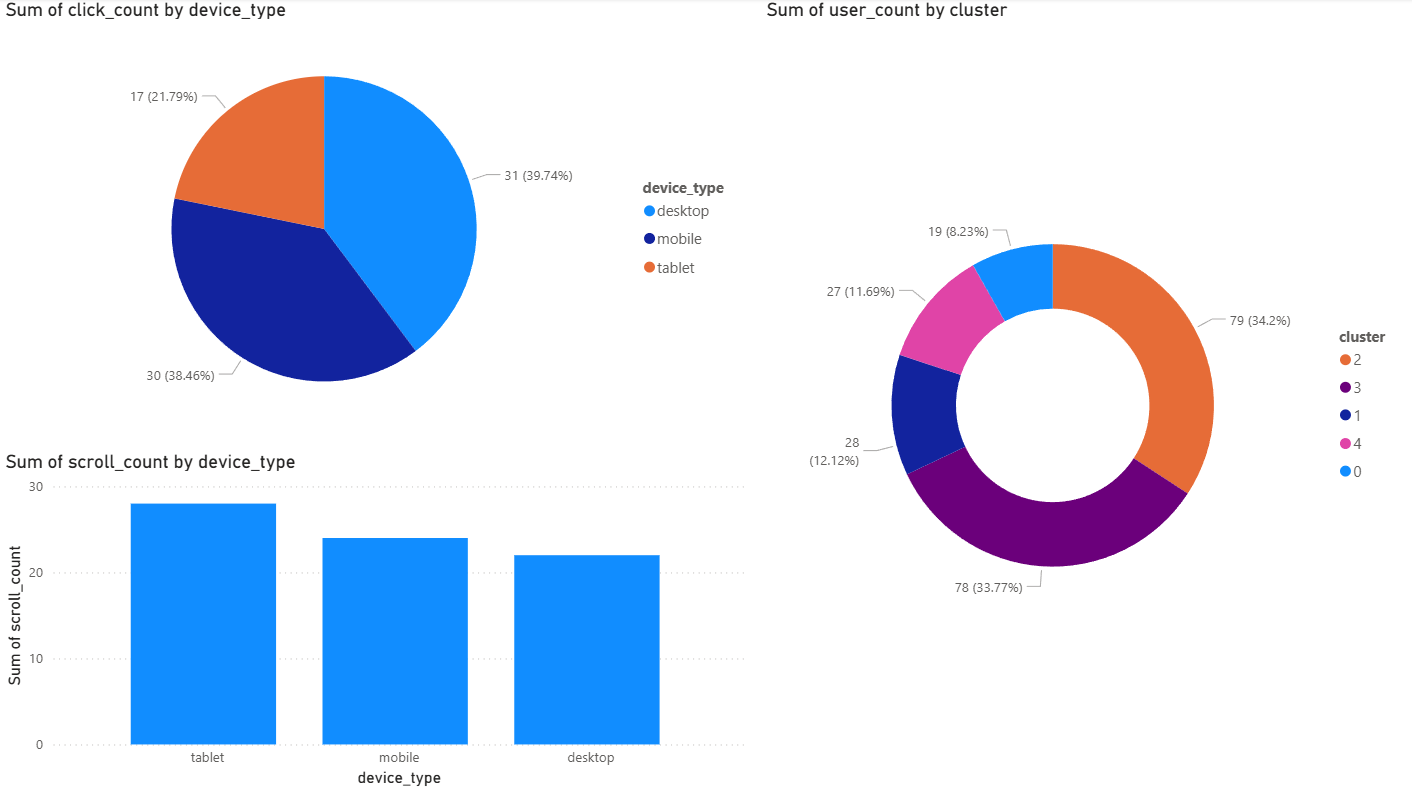 Sum of click_count by device_type
17 (21.79%)
31 (39.74%)
30 (38.46%)
device_type
desktop
mobile
tablet
Sum of scroll_count by device_type
Sum of scroll_count
30
20
10
0
tablet
mobile
desktop
device_type
Sum of user_count by cluster
19 (8.23%)
27 (11.69%)
79 (34.2%)
28
(12.12%)
78 (33.77%)
cluster
2
3
1
4
0